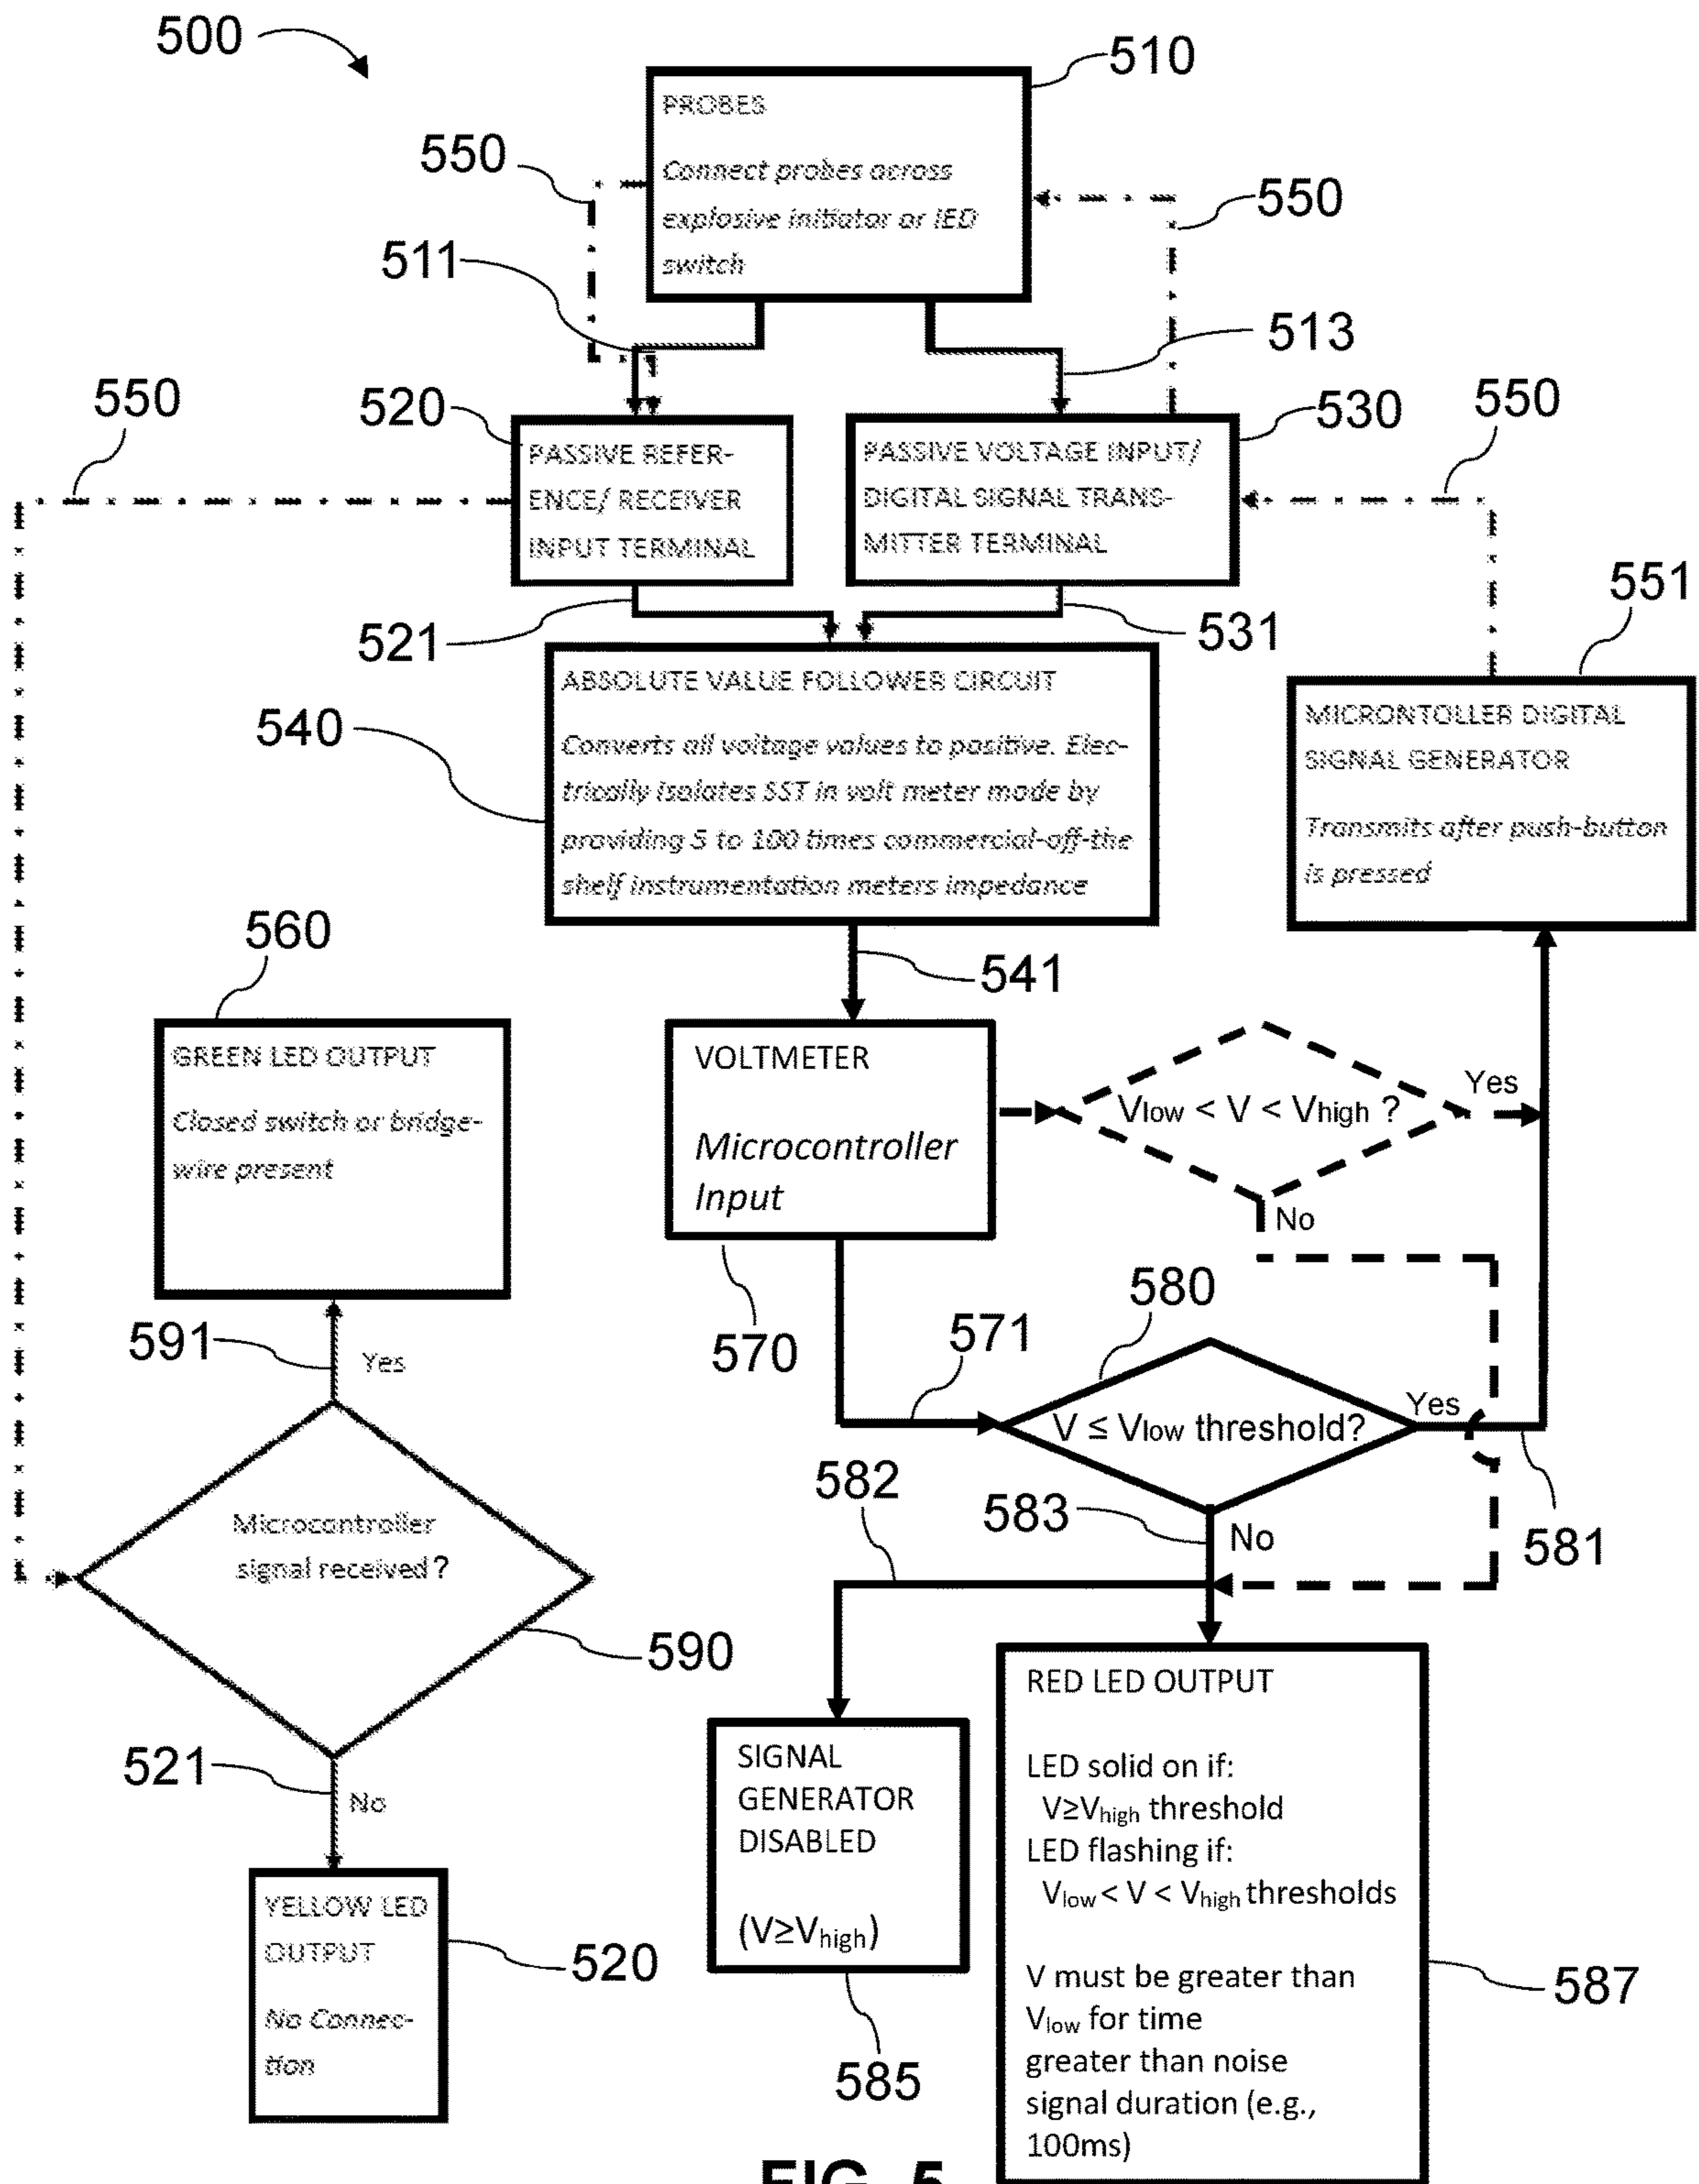 500
510
PROBES
Connect probes across
explosive initiator or IED
switch
550
550
511
513
550
520
530
550
PASSIVE REFER-
ENCE/ RECEIVER
INPUT TERMINAL
PASSIVE VOLTAGE INPUT/
DIGITAL SIGNAL TRANS-
MITTER TERMINAL
551
521
531
ABSOLUTE VALUE FOLLOWER CIRCUIT
Converts all voltage values to positive. Elec-
trically isolates SST in volt meter mode by
providing 5 to 100 times commercial-off-the
shelf instrumentation meters impedance
540
MICRONTOLLER DIGITAL
SIGNAL GENERATOR
Transmits after push-button
is pressed
560
541
GREEN LED OUTPUT
Closed switch or bridge-
wire present
VOLTMETER
Microcontroller
Input
Vlow < V < Vhigh ?
Yes
No
580
591
Yes
570
571
V ≤ Vlow threshold?
Yes
582
583
No
581
Microcontroller
signal received?
590
521
No
RED LED OUTPUT
LED solid on if:
V≥Vhigh threshold
LED flashing if:
Vlow < V < Vhigh thresholds
V must be greater than
Vlow for time
greater than noise
signal duration (e.g.,
100ms)
SIGNAL
GENERATOR
DISABLED
(V≥Vhigh)
YELLOW LED
OUTPUT
No Connec-
tion
520
587
585
FIG. 5